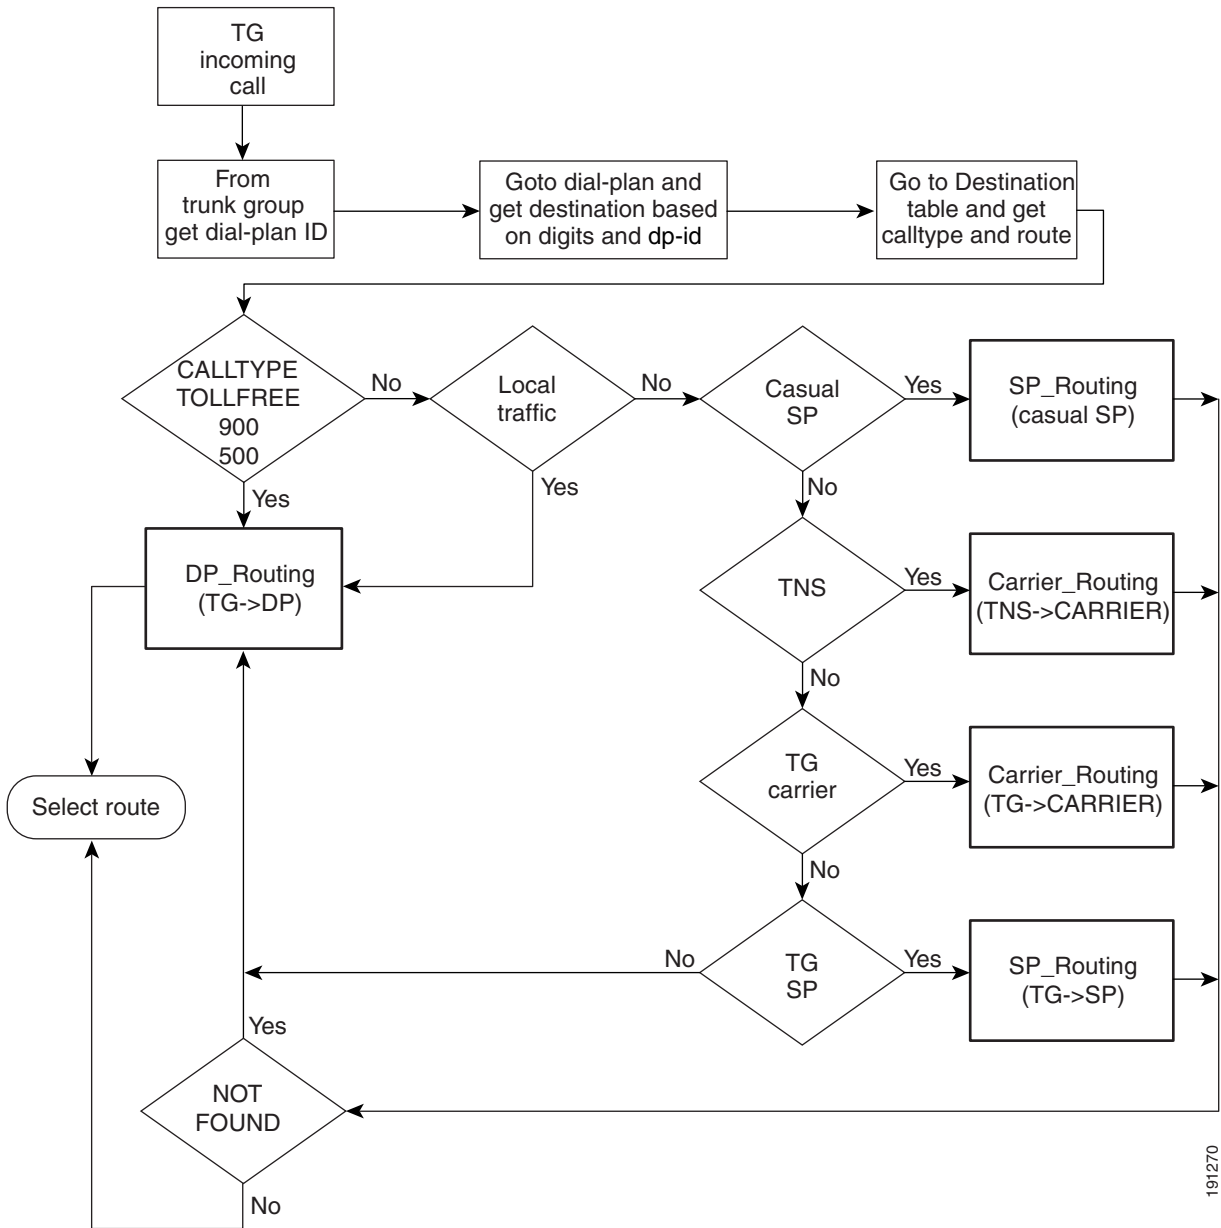 TG
incoming
call
From
trunk group
get dial-plan ID
Goto dial-plan and
get destination based
on digits and dp-id
Go to Destination
table and get
calltype and route
CALLTYPE
TOLLFREE
900
500
No
Local
traffic
No
Casual
SP
Yes
SP_Routing
(casual SP)
Yes
Yes
No
DP_Routing
(TG->DP)
TNS
Yes
Carrier_Routing
(TNS->CARRIER)
No
Select route
TG
carrier
Yes
Carrier_Routing
(TG->CARRIER)
No
No
TG
SP
Yes
SP_Routing
(TG->SP)
Yes
NOT
FOUND
No
191270